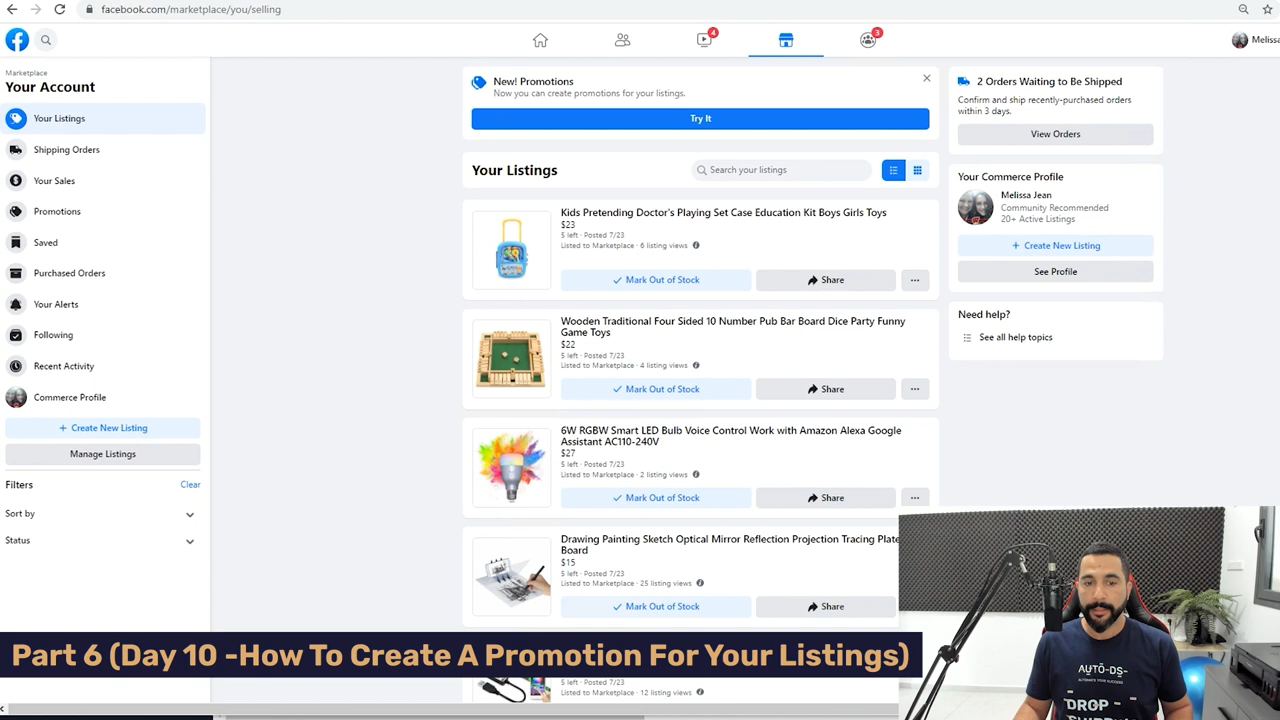 facebook.com/marketplace/you/selling
4
3
Melissa
Marketplace
Your Account
Your Listings
Shipping Orders
Your Sales
Promotions
Saved
Purchased Orders
Your Alerts
Following
Recent Activity
Commerce Profile
+ Create New Listing
Manage Listings
Filters
Clear
Sort by
Status
New! Promotions
Now you can create promotions for your listings.
Try It
Your Listings
Search your listings
Kids Pretending Doctor's Playing Set Case Education Kit Boys Girls Toys
$23
5 left · Posted 7/23
Listed to Marketplace · 6 listing views
Mark Out of Stock
Share
Wooden Traditional Four Sided 10 Number Pub Bar Board Dice Party Funny
Game Toys
$22
5 left · Posted 7/23
Listed to Marketplace · 4 listing views
Mark Out of Stock
Share
6W RGBW Smart LED Bulb Voice Control Work with Amazon Alexa Google
Assistant AC110-240V
$27
5 left · Posted 7/23
Listed to Marketplace · 2 listing views
Mark Out of Stock
Share
Drawing Painting Sketch Optical Mirror Reflection Projection Tracing Plate
Board
$15
5 left · Posted 7/23
Listed to Marketplace · 25 listing views
Mark Out of Stock
Share
5 left · Posted 7/23
Listed to Marketplace · 12 listing views
2 Orders Waiting to Be Shipped
Confirm and ship recently-purchased orders
within 3 days.
View Orders
Your Commerce Profile
Melissa Jean
Community Recommended
20+ Active Listings
+ Create New Listing
See Profile
Need help?
See all help topics
Part 6 (Day 10 -How To Create A Promotion For Your Listings)
AUTO-DS-
AUTOMATE YOUR SUCCESS
DROP